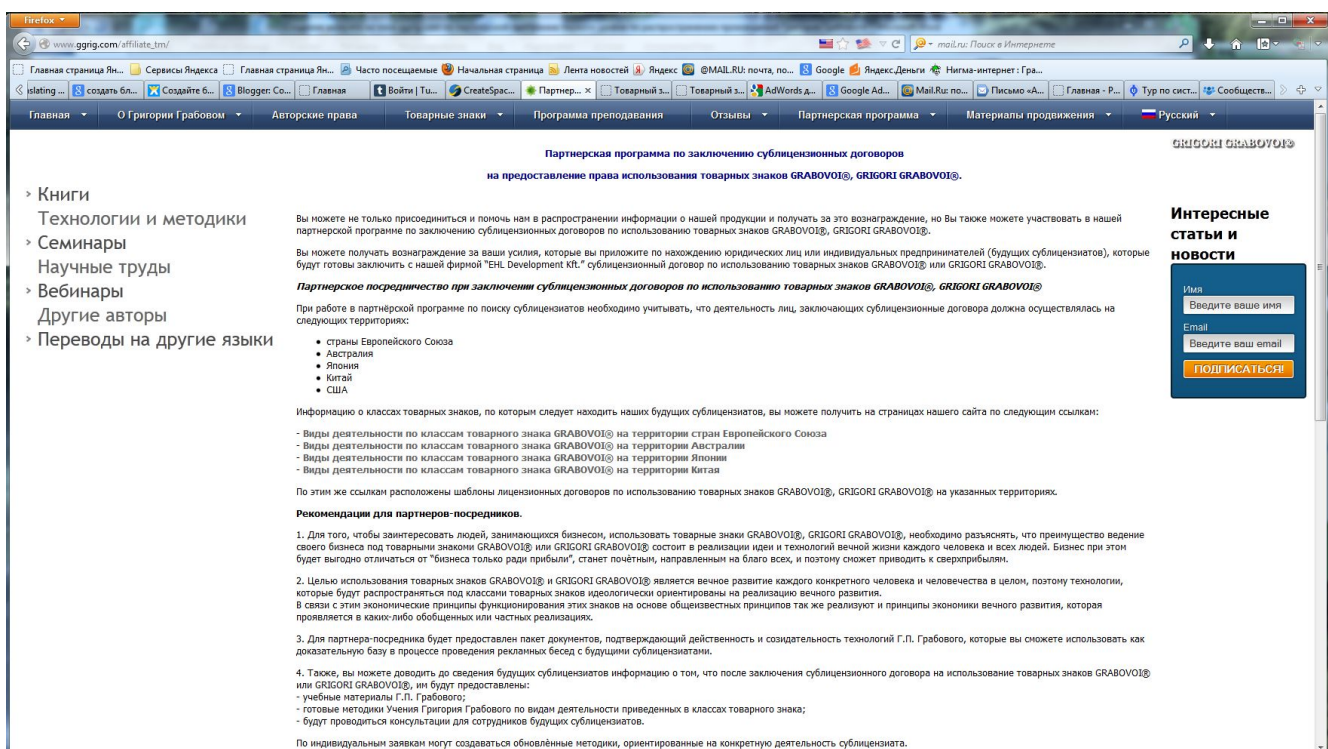 Firefox
www.ggrig.com/affiliate_tm/
mail.ru: Поиск в Интернете
Главная страница Ян... Сервисы Яндекса Главная страница Ян... Часто посещаемые Начальная страница Лента новостей Яндекс @MAIL.RU: почта, по... Google Яндекс.Деньги Нигма-интернет : Гра...
islating ... создать бл... Создайте б... Blogger: Со... Главная Войти | Tu... CreateSpac... Партнер... Товарный з... Товарный з... AdWords д... Google Ad... Mail.Ru: по... Письмо «А... Главная - Р... Тур по сист... Сообществ...
Главная О Григории Грабовом Авторские права Товарные знаки Программа преподавания Отзывы Партнерская программа Материалы продвижения Русский
GRIGORI GRABOVOI®
Партнерская программа по заключению сублицензионных договоров
на предоставление права использования товарных знаков GRABOVOI®, GRIGORI GRABOVOI®.
Книги
Технологии и методики
Семинары
Научные труды
Вебинары
Другие авторы
Переводы на другие языки
Вы можете не только присоединиться и помочь нам в распространении информации о нашей продукции и получать за это вознаграждение, но Вы также можете участвовать в нашей
партнерской программе по заключению сублицензионных договоров по использованию товарных знаков GRABOVOI®, GRIGORI GRABOVOI®.
Вы можете получать вознаграждение за ваши усилия, которые вы приложите по нахождению юридических лиц или индивидуальных предпринимателей (будущих сублицензиатов), которые
будут готовы заключить с нашей фирмой "EHL Development Kft." сублицензионный договор по использованию товарных знаков GRABOVOI® или GRIGORI GRABOVOI®.
Партнерское посредничество при заключении сублицензионных договоров по использованию товарных знаков GRABOVOI®, GRIGORI GRABOVOI®
При работе в партнёрской программе по поиску сублицензиатов необходимо учитывать, что деятельность лиц, заключающих сублицензионные договора должна осуществлялась на
следующих территориях:
• страны Европейского Союза
• Австралия
• Япония
• Китай
• США
Информацию о классах товарных знаков, по которым следует находить наших будущих сублицензиатов, вы можете получить на страницах нашего сайта по следующим ссылкам:
- Виды деятельности по классам товарного знака GRABOVOI® на территории стран Европейского Союза
- Виды деятельности по классам товарного знака GRABOVOI® на территории Австралии
- Виды деятельности по классам товарного знака GRABOVOI® на территории Японии
- Виды деятельности по классам товарного знака GRABOVOI® на территории Китая
По этим же ссылкам расположены шаблоны лицензионных договоров по использованию товарных знаков GRABOVOI®, GRIGORI GRABOVOI® на указанных территориях.
Рекомендации для партнеров-посредников.
1. Для того, чтобы заинтересовать людей, занимающихся бизнесом, использовать товарные знаки GRABOVOI®, GRIGORI GRABOVOI®, необходимо разъяснять, что преимущество ведение
своего бизнеса под товарными знакоми GRABOVOI® или GRIGORI GRABOVOI® состоит в реализации идеи и технологий вечной жизни каждого человека и всех людей. Бизнес при этом
будет выгодно отличаться от "бизнеса только ради прибыли", станет почётным, направленным на благо всех, и поэтому сможет приводить к сверхприбылям.
2. Целью использования товарных знаков GRABOVOI® и GRIGORI GRABOVOI® является вечное развитие каждого конкретного человека и человечества в целом, поэтому технологии,
которые будут распространяться под классами товарных знаков идеологически ориентированы на реализацию вечного развития.
В связи с этим экономические принципы функционирования этих знаков на основе общеизвестных принципов так же реализуют и принципы экономики вечного развития, которая
проявляется в каких-либо обобщенных или частных реализациях.
3. Для партнера-посредника будет предоставлен пакет документов, подтверждающий действенность и созидательность технологий Г.П. Грабового, которые вы сможете использовать как
доказательную базу в процессе проведения рекламных бесед с будущими сублицензиатами.
4. Также, вы можете доводить до сведения будущих сублицензиатов информацию о том, что после заключения сублицензионного договора на использование товарных знаков GRABOVOI®
или GRIGORI GRABOVOI®, им будут предоставлены:
- учебные материалы Г.П. Грабового;
- готовые методики Учения Григория Грабового по видам деятельности приведенных в классах товарного знака;
- будут проводиться консультации для сотрудников будущих сублицензиатов.
По индивидуальным заявкам могут создаваться обновлённые методики, ориентированные на конкретную деятельность сублицензиата.
Интересные
статьи и
новости
Имя
Введите ваше имя
Email
Введите ваш email
ПОДПИСАТЬСЯ!